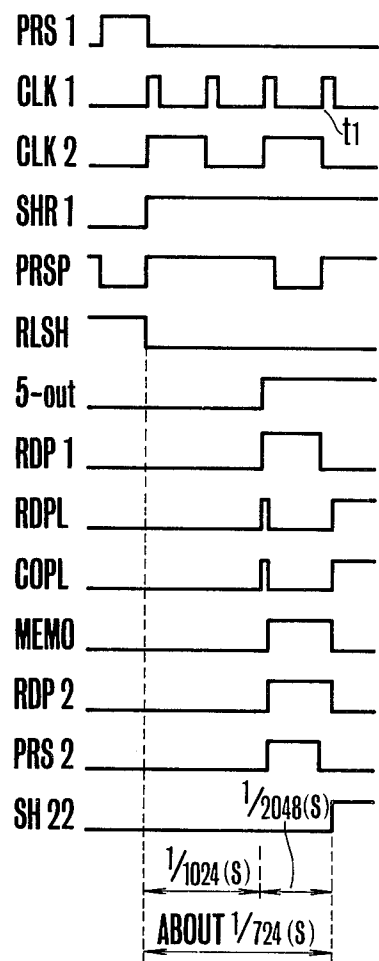 PRS 1
CLK 1
t1
CLK 2
SHR 1
PRSP
RLSH
5-out
RDP 1
RDPL
COPL
MEMO
RDP 2
PRS 2
SH 22
1/2048(S)
1/1024(S)
ABOUT 1/724(S)